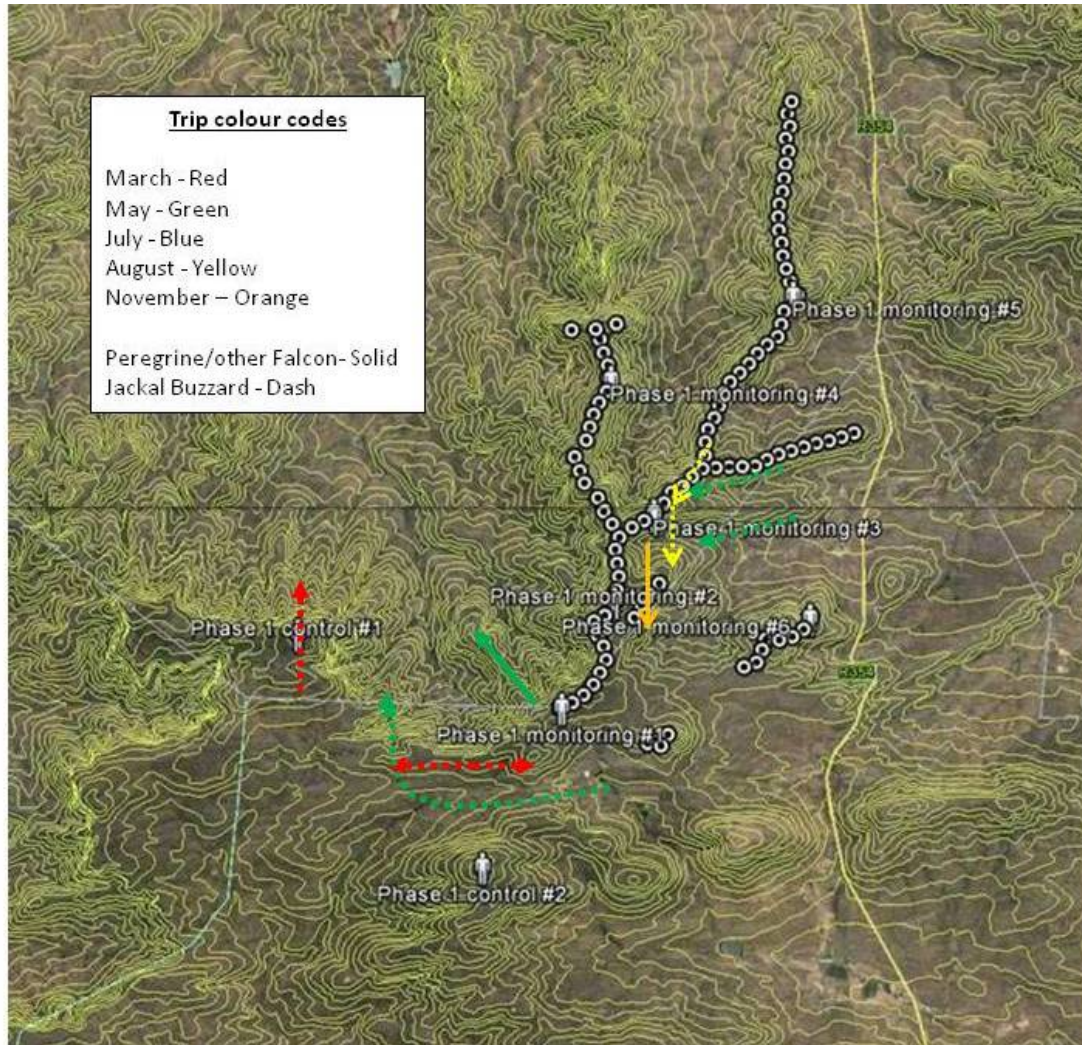 Trip colour codes
March - Red
May - Green
July - Blue
August - Yellow
November – Orange
Peregrine/other Falcon- Solid
Jackal Buzzard - Dash
R354
Phase 1 monitoring #5
Phase 1 monitoring #4
Phase 1 monitoring #3
Phase 1 monitoring #2
Phase 1 control #1
Phase 1 monitoring #6
R354
Phase 1 monitoring #1
Phase 1 control #2